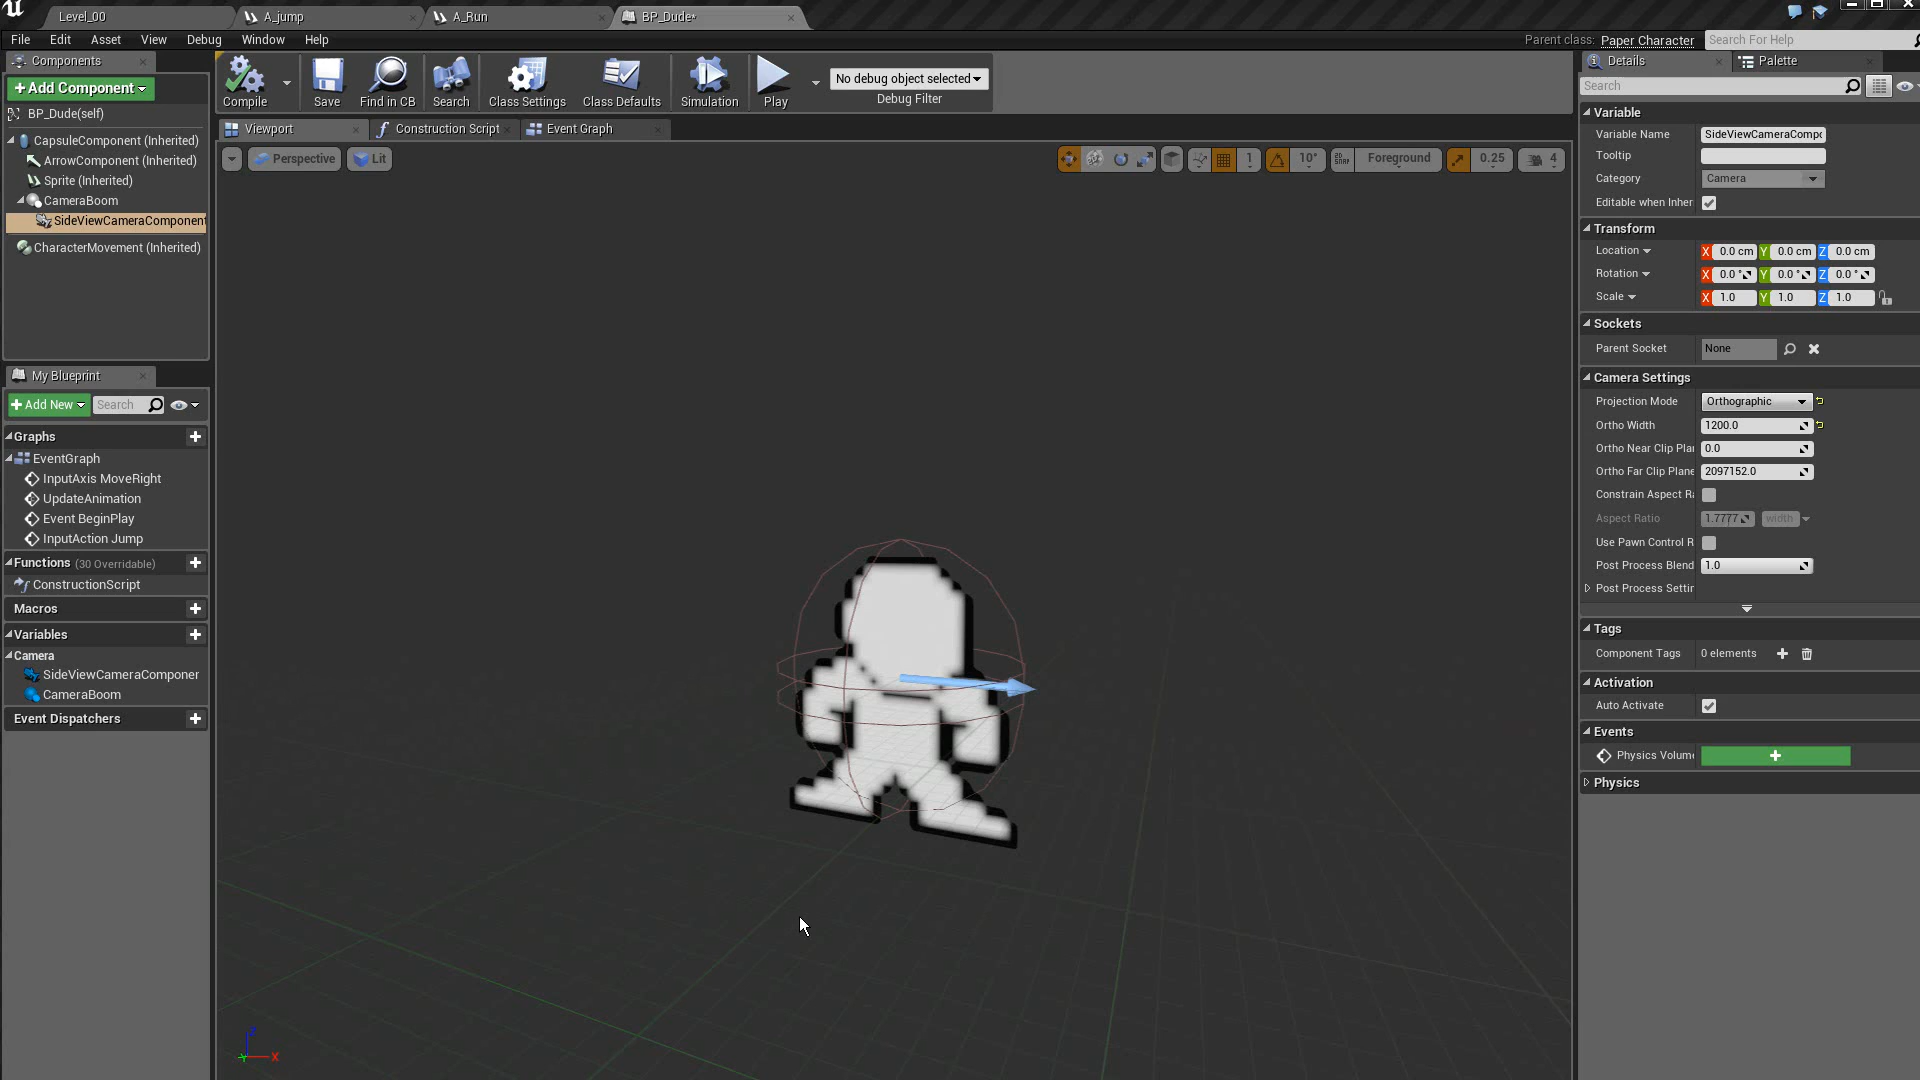 Level_00
A_jump
A_Run
BP_Dude*
File Edit Asset View Debug Window Help
Parent class: Paper Character
Search For Help
Components
+ Add Component
BP_Dude(self)
CapsuleComponent (Inherited)
ArrowComponent (Inherited)
Sprite (Inherited)
CameraBoom
SideViewCameraComponent
CharacterMovement (Inherited)
My Blueprint
+ Add New
Search
Graphs
EventGraph
InputAxis MoveRight
UpdateAnimation
Event BeginPlay
InputAction Jump
Functions (30 Overridable)
ConstructionScript
Macros
Variables
Camera
SideViewCameraComponer
CameraBoom
Event Dispatchers
Compile
Save
Find in CB
Search
Class Settings
Class Defaults
Simulation
Play
No debug object selected
Debug Filter
Viewport
Construction Script
Event Graph
Perspective
Lit
1
10°
Foreground
0.25
4
Z
X
Details
Palette
Search
Variable
Variable Name SideViewCameraCompo
Tooltip
Category Camera
Editable when Inher
Transform
Location X 0.0 cm Y 0.0 cm Z 0.0 cm
Rotation X 0.0 ° Y 0.0 ° Z 0.0 °
Scale X 1.0 Y 1.0 Z 1.0
Sockets
Parent Socket None
Camera Settings
Projection Mode Orthographic
Ortho Width 1200.0
Ortho Near Clip Plan 0.0
Ortho Far Clip Plane 2097152.0
Constrain Aspect Ra
Aspect Ratio 1.7777 width
Use Pawn Control R
Post Process Blend 1.0
Post Process Settin
Tags
Component Tags 0 elements
Activation
Auto Activate
Events
Physics Volum +
Physics